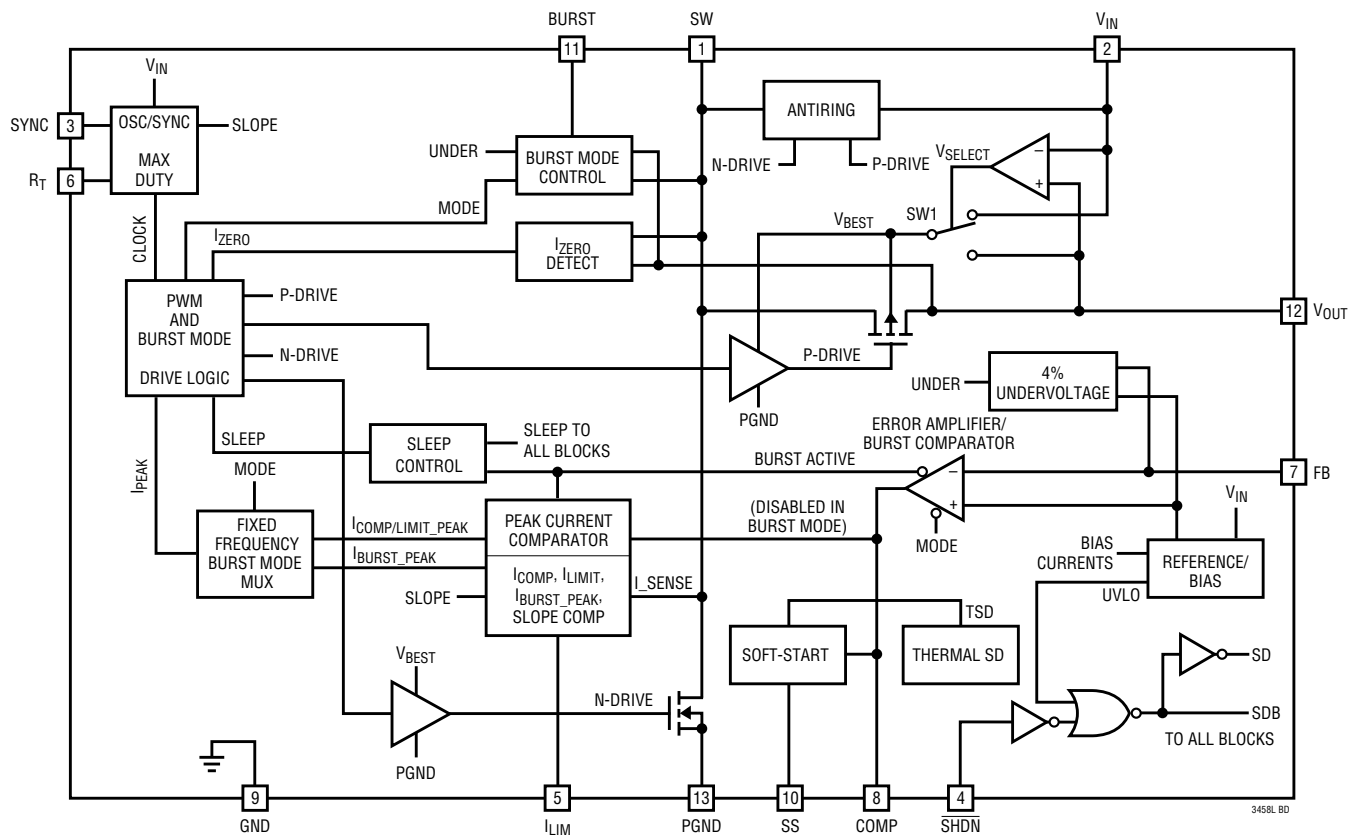 BURST
SW
VIN
11
1
2
VIN
SYNC
3
OSC/SYNC
SLOPE
MAX
DUTY
RT
6
CLOCK
UNDER
BURST MODE
CONTROL
MODE
ANTIRING
N-DRIVE
P-DRIVE
VSELECT
–
+
SW1
VBEST
IZERO
IZERO
DETECT
PWM
AND
BURST MODE
DRIVE LOGIC
P-DRIVE
N-DRIVE
P-DRIVE
PGND
12
VOUT
UNDER
4%
UNDERVOLTAGE
ERROR AMPLIFIER/
BURST COMPARATOR
SLEEP
SLEEP
CONTROL
SLEEP TO
ALL BLOCKS
BURST ACTIVE
–
+
7
FB
IPEAK
MODE
FIXED
FREQUENCY
BURST MODE
MUX
ICOMP/LIMIT_PEAK
IBURST_PEAK
PEAK CURRENT
COMPARATOR
ICOMP, ILIMIT,
IBURST_PEAK,
SLOPE COMP
SLOPE
I_SENSE
(DISABLED IN
BURST MODE)
MODE
VIN
BIAS
CURRENTS
REFERENCE/
BIAS
UVLO
TSD
SOFT-START
THERMAL SD
VBEST
N-DRIVE
PGND
SD
SDB
TO ALL BLOCKS
9
5
13
10
8
4
GND
ILIM
PGND
SS
COMP
SHDN
3458L BD